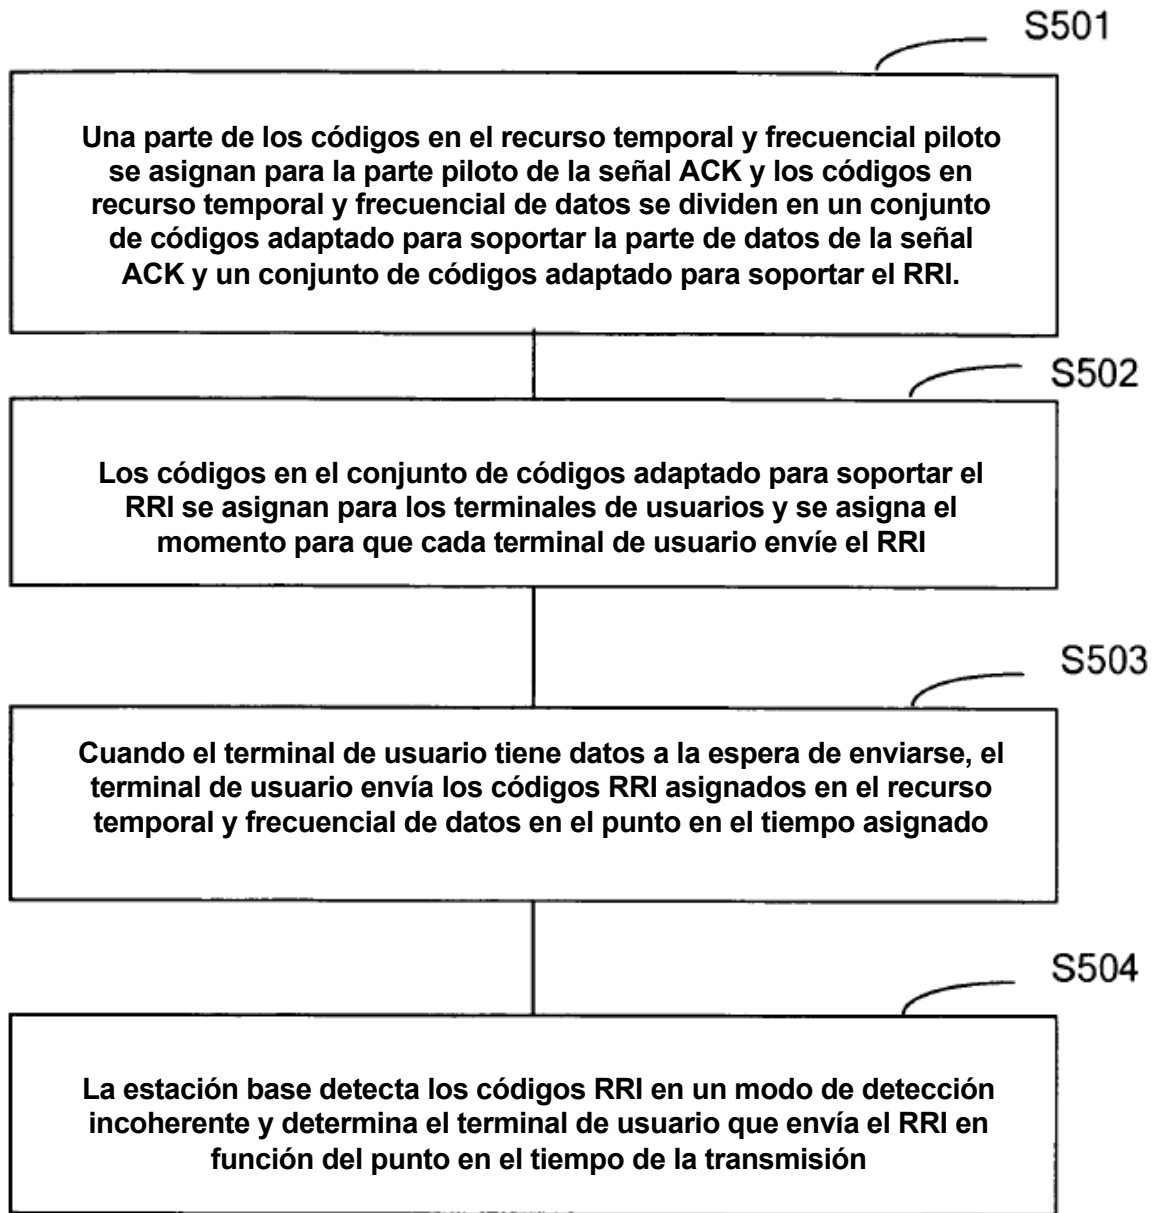 S501
Una parte de los códigos en el recurso temporal y frecuencial piloto
se asignan para la parte piloto de la señal ACK y los códigos en
recurso temporal y frecuencial de datos se dividen en un conjunto
de códigos adaptado para soportar la parte de datos de la señal
ACK y un conjunto de códigos adaptado para soportar el RRI.
S502
Los códigos en el conjunto de códigos adaptado para soportar el
RRI se asignan para los terminales de usuarios y se asigna el
momento para que cada terminal de usuario envíe el RRI
S503
Cuando el terminal de usuario tiene datos a la espera de enviarse, el
terminal de usuario envía los códigos RRI asignados en el recurso
temporal y frecuencial de datos en el punto en el tiempo asignado
S504
La estación base detecta los códigos RRI en un modo de detección
incoherente y determina el terminal de usuario que envía el RRI en
función del punto en el tiempo de la transmisión